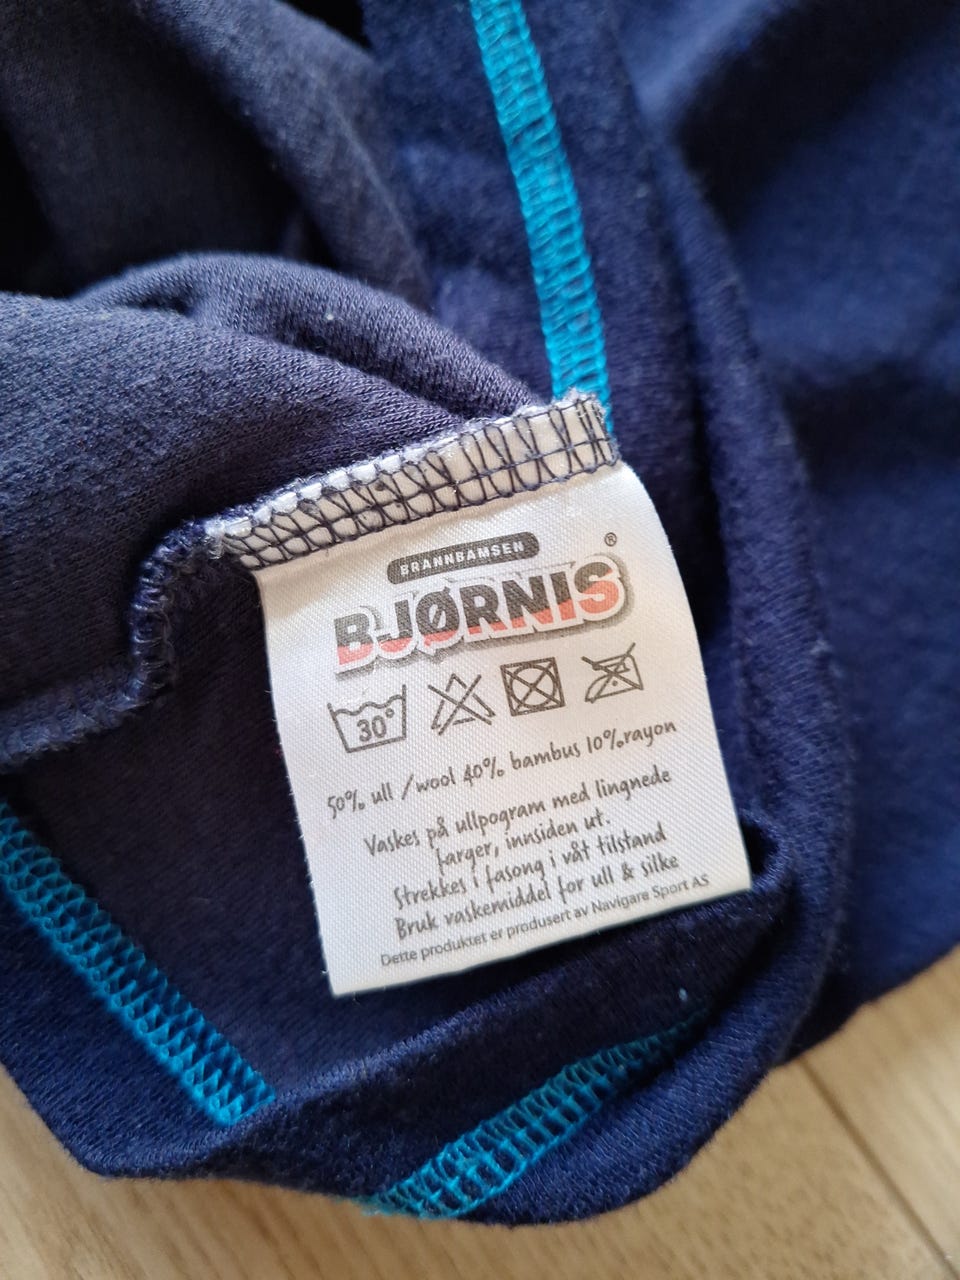 BRANNBAMSEN
BJØRNIS®
30°
50% ull /wool 40% bambus 10%rayon
Vaskes på ullpogram med lingnede
farger, innsiden ut.
Strekkes i fasong i våt tilstand
Bruk vaskemiddel for ull & silke
Dette produktet er produsert av Navigare Sport AS